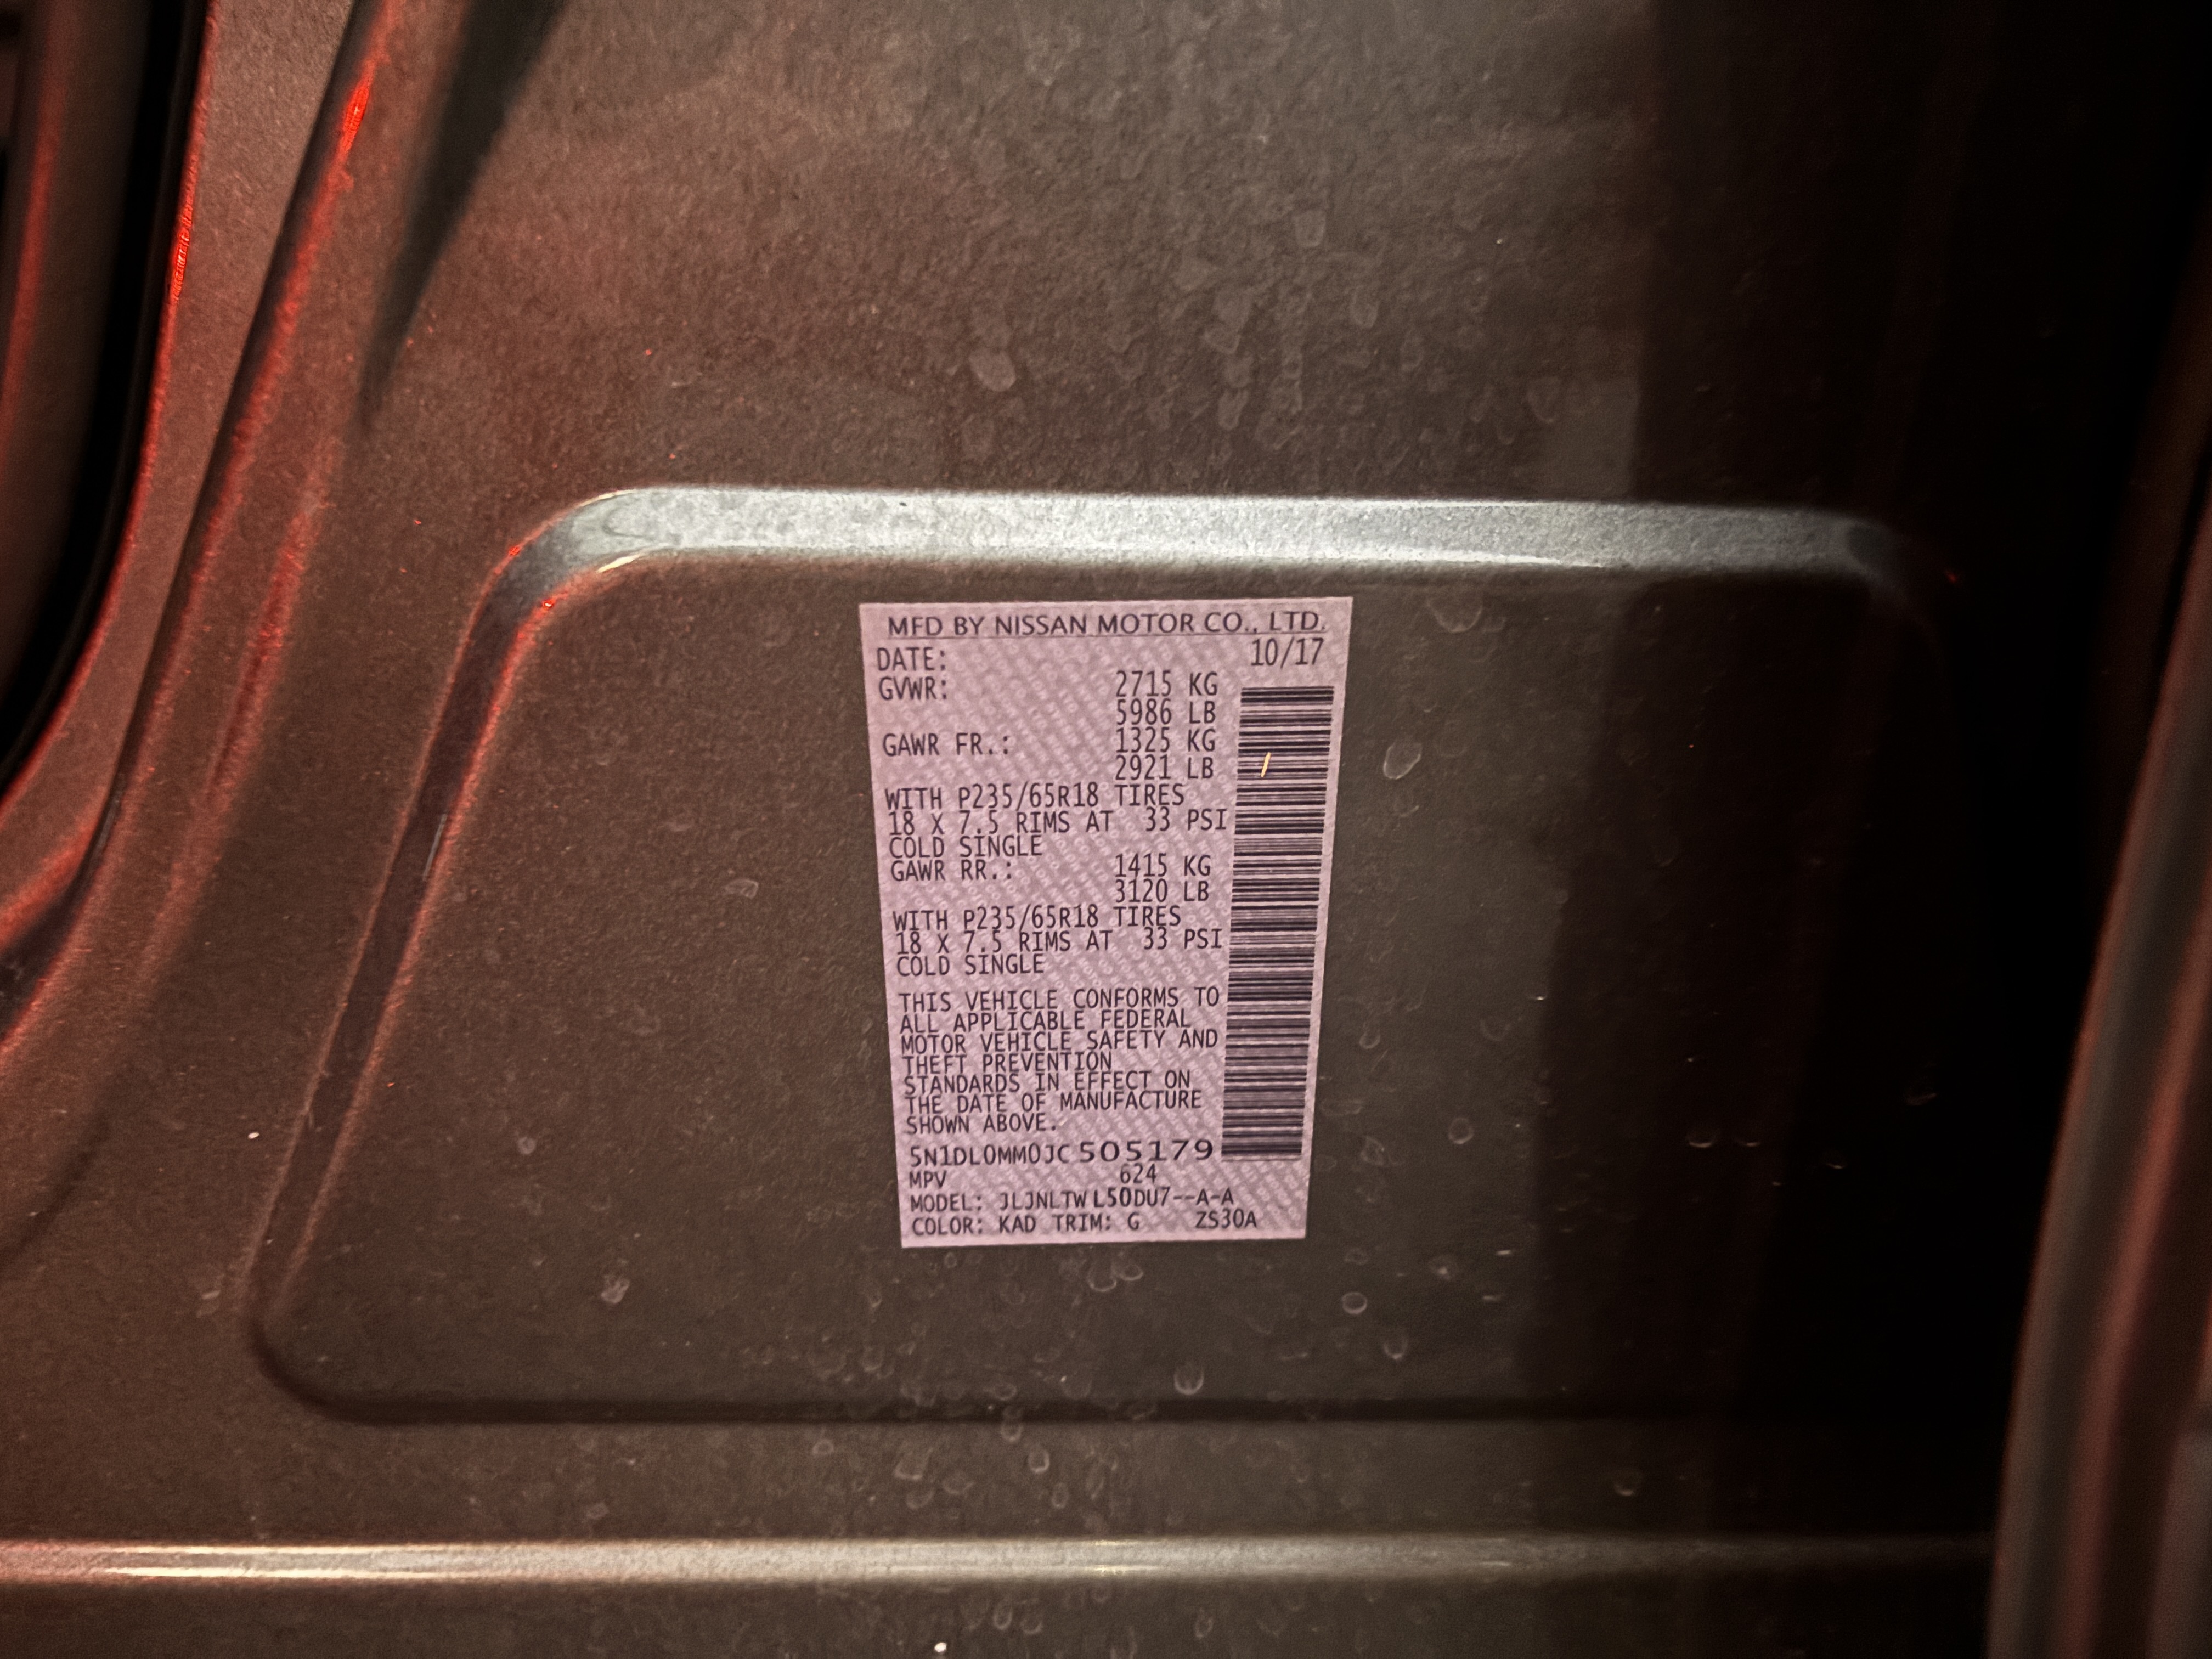 MFD BY NISSAN MOTOR CO., LTD.
DATE: 10/17
GVWR: 2715 KG
5986 LB
GAWR FR.: 1325 KG
2921 LB
WITH P235/65R18 TIRES
18 X 7.5 RIMS AT 33 PSI
COLD SINGLE
GAWR RR.: 1415 KG
3120 LB
WITH P235/65R18 TIRES
18 X 7.5 RIMS AT 33 PSI
COLD SINGLE
THIS VEHICLE CONFORMS TO
ALL APPLICABLE FEDERAL
MOTOR VEHICLE SAFETY AND
THEFT PREVENTION
STANDARDS IN EFFECT ON
THE DATE OF MANUFACTURE
SHOWN ABOVE.
5N1DL0MM0JC505179
MPV 624
MODEL: JLJNLTWL50DU7--A-A
COLOR: KAD TRIM: G ZS30A